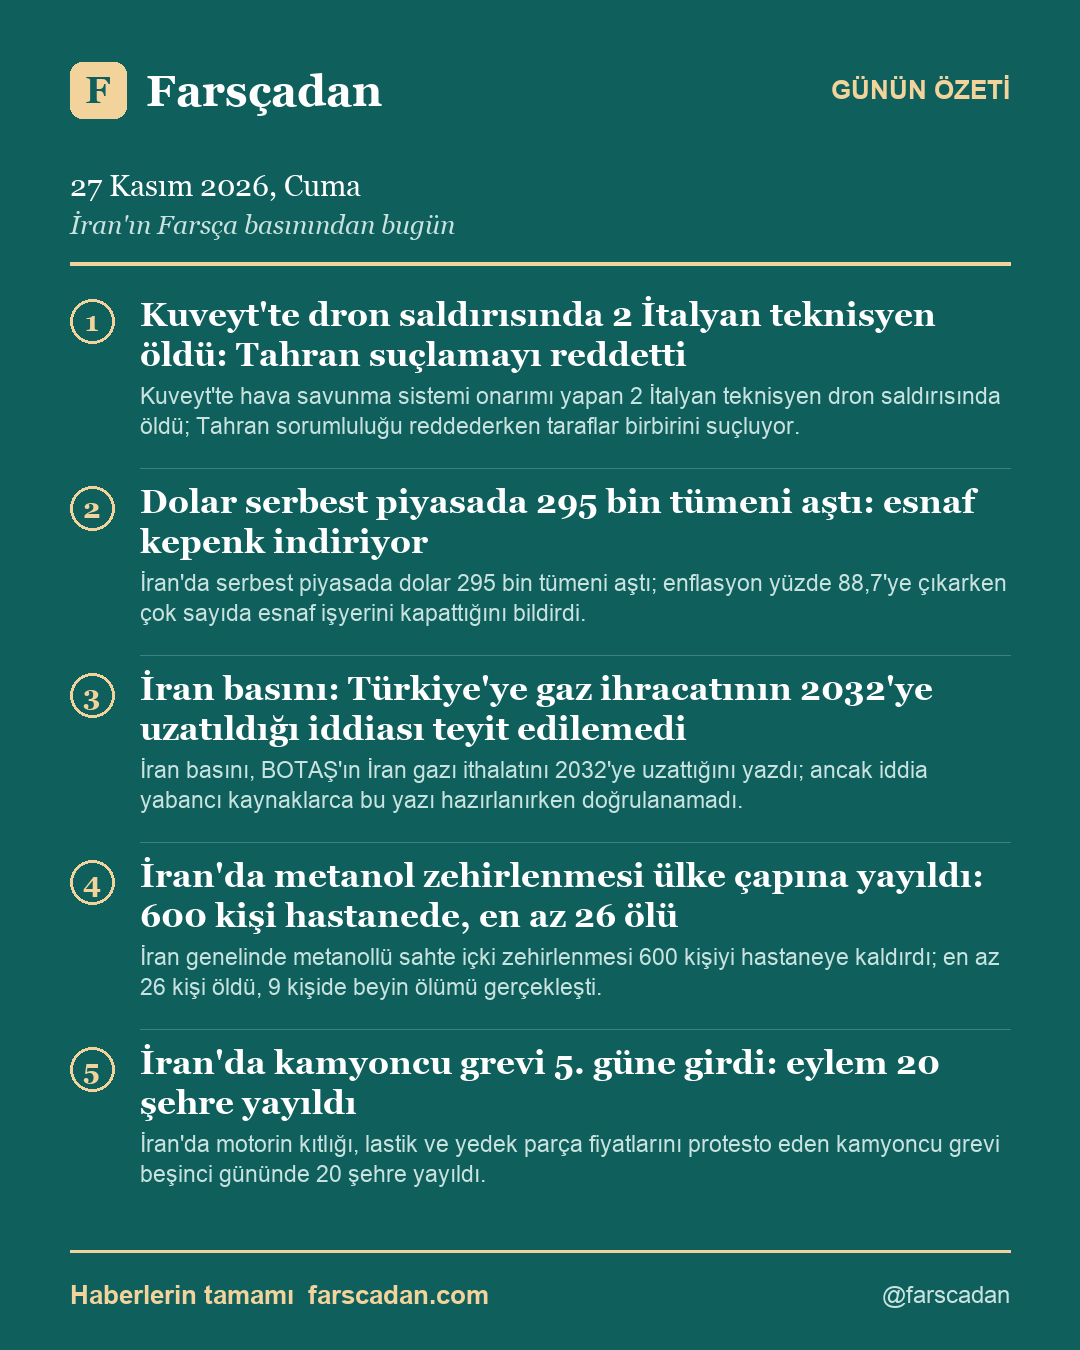 F Farsçadan
GÜNÜN ÖZETİ
27 Kasım 2026, Cuma
İran'ın Farsça basınından bugün
1
Kuveyt'te dron saldırısında 2 İtalyan teknisyen
öldü: Tahran suçlamayı reddetti
Kuveyt'te hava savunma sistemi onarımı yapan 2 İtalyan teknisyen dron saldırısında
öldü; Tahran sorumluluğu reddederken taraflar birbirini suçluyor.
2
Dolar serbest piyasada 295 bin tümeni aştı: esnaf
kepenk indiriyor
İran'da serbest piyasada dolar 295 bin tümeni aştı; enflasyon yüzde 88,7'ye çıkarken
çok sayıda esnaf işyerini kapattığını bildirdi.
3
İran basını: Türkiye'ye gaz ihracatının 2032'ye
uzatıldığı iddiası teyit edilemedi
İran basını, BOTAŞ'ın İran gazı ithalatını 2032'ye uzattığını yazdı; ancak iddia
yabancı kaynaklarca bu yazı hazırlanırken doğrulanamadı.
4
İran'da metanol zehirlenmesi ülke çapına yayıldı:
600 kişi hastanede, en az 26 ölü
İran genelinde metanollü sahte içki zehirlenmesi 600 kişiyi hastaneye kaldırdı; en az
26 kişi öldü, 9 kişide beyin ölümü gerçekleşti.
5
İran'da kamyoncu grevi 5. güne girdi: eylem 20
şehre yayıldı
İran'da motorin kıtlığı, lastik ve yedek parça fiyatlarını protesto eden kamyoncu grevi
beşinci gününde 20 şehre yayıldı.
Haberlerin tamamı farscadan.com
@farscadan